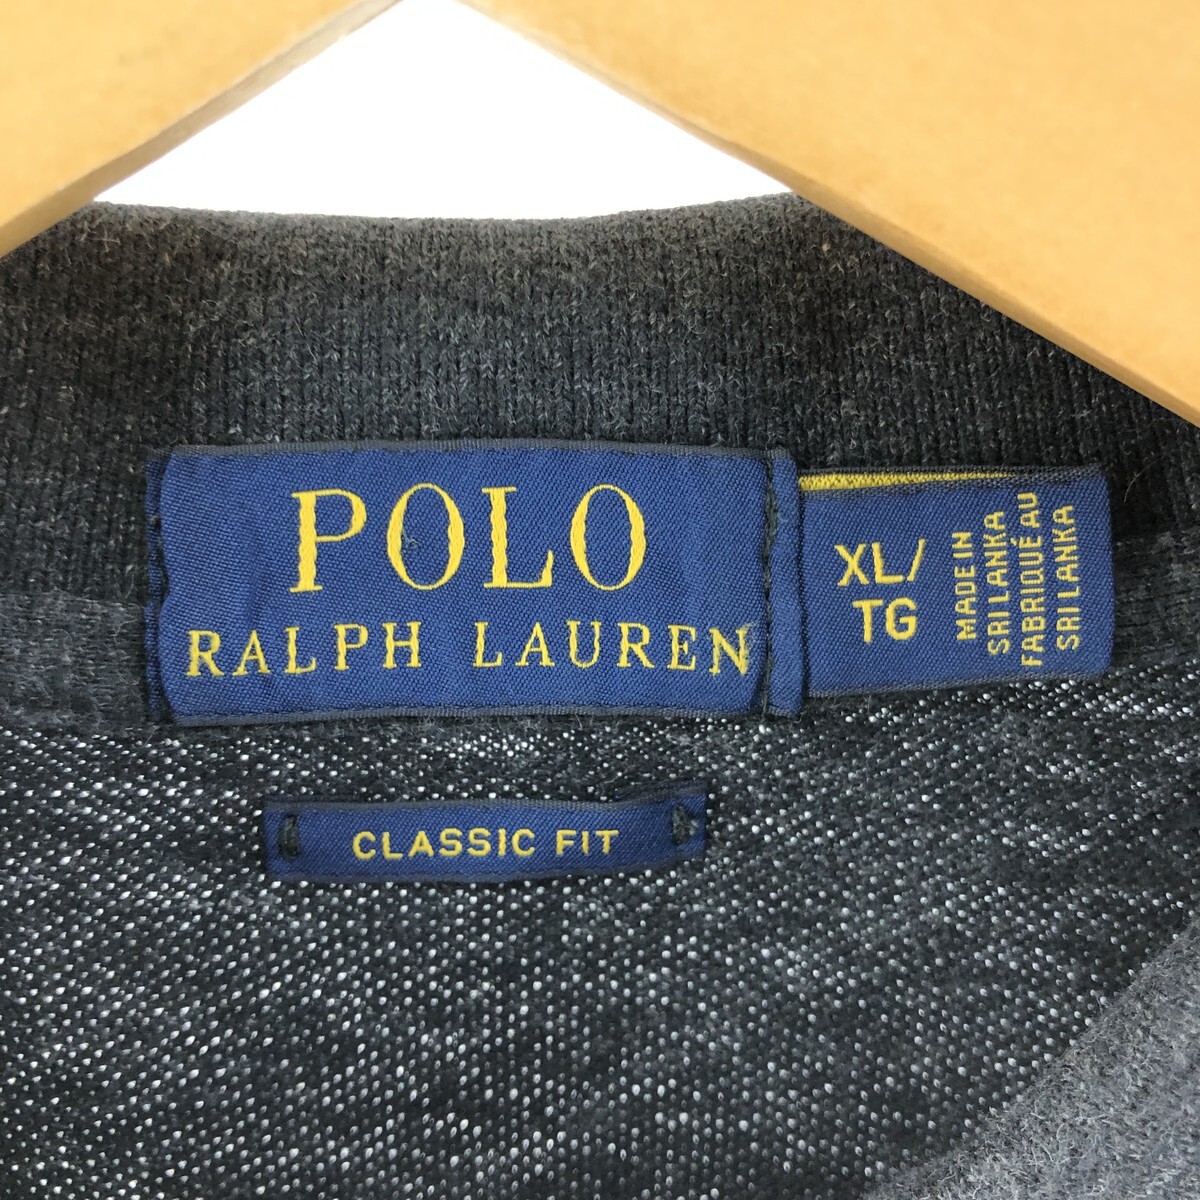 POLO
RALPH LAUREN
XL/
TG
MADE IN
SRI LANKA
FABRIQUÉ AU
SRI LANKA
CLASSIC FIT